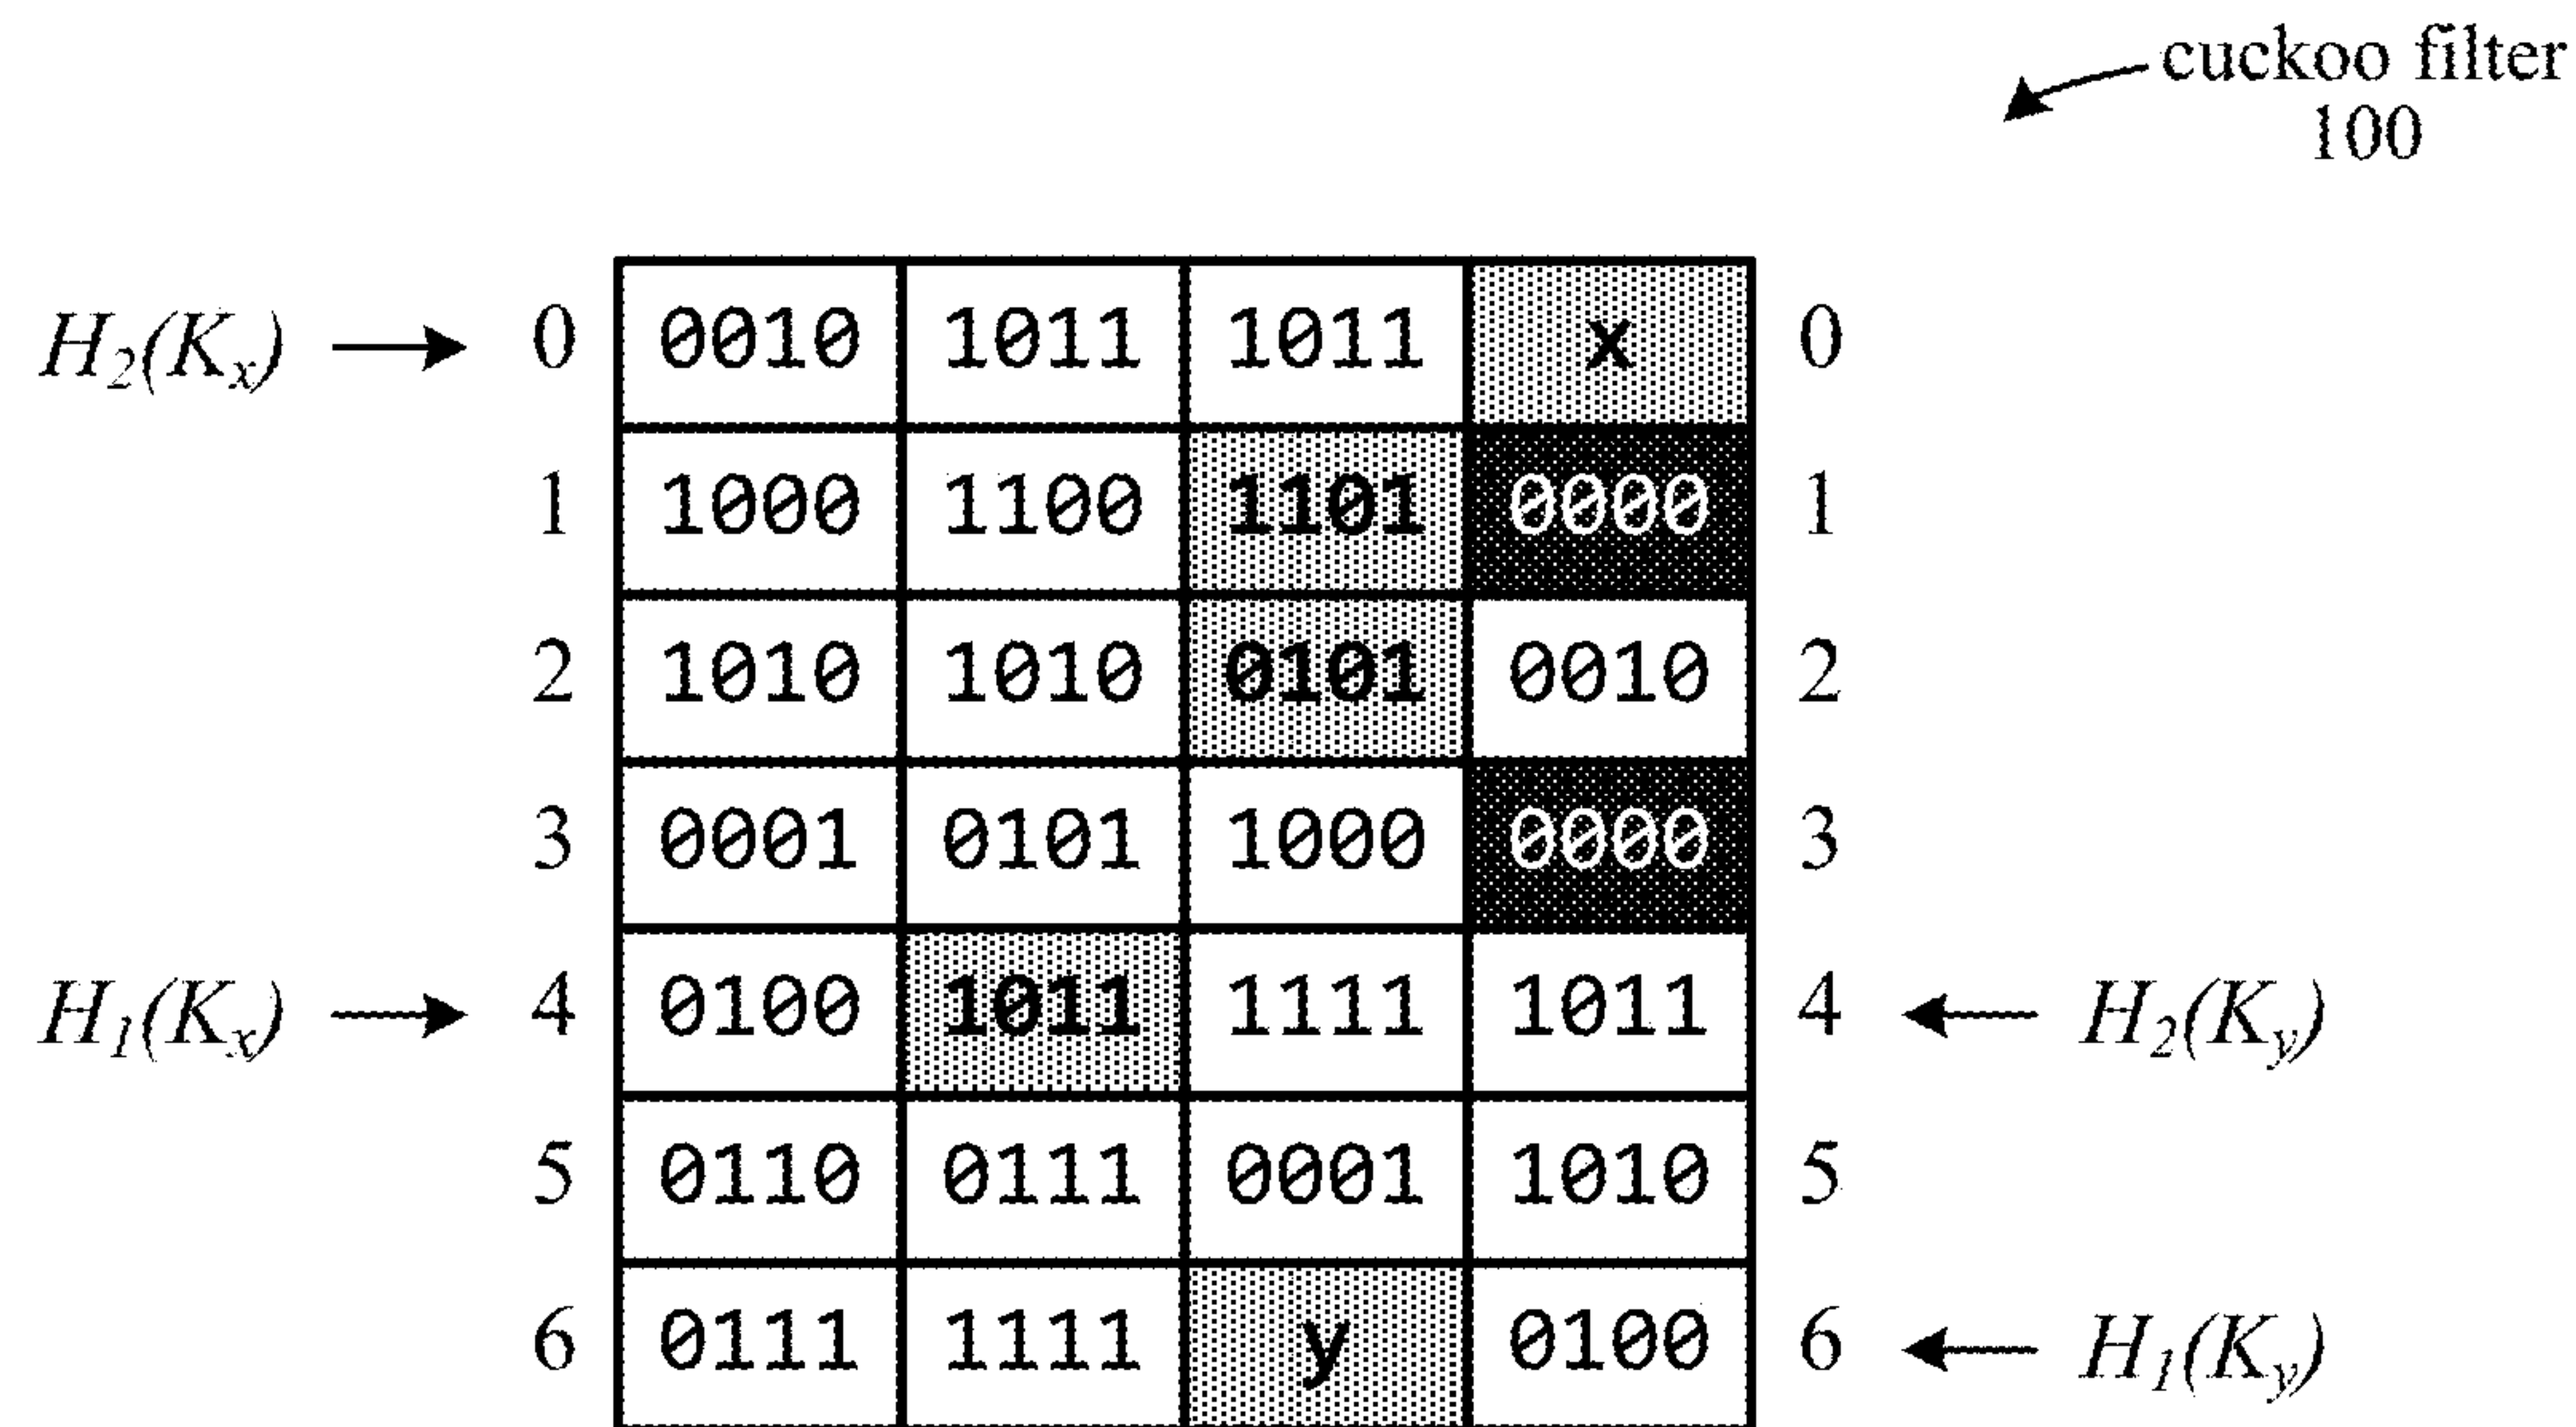 cuckoo filter
100
H₂(Kₓ) 0 0010 1011 1011 x 0
1 1000 1100 1101 0000 1
2 1010 1010 0101 0010 2
3 0001 0101 1000 0000 3
H₁(Kₓ) 4 0100 1011 1111 1011 4 H₂(K_y)
5 0110 0111 0001 1010 5
6 0111 1111 y 0100 6 H₁(K_y)